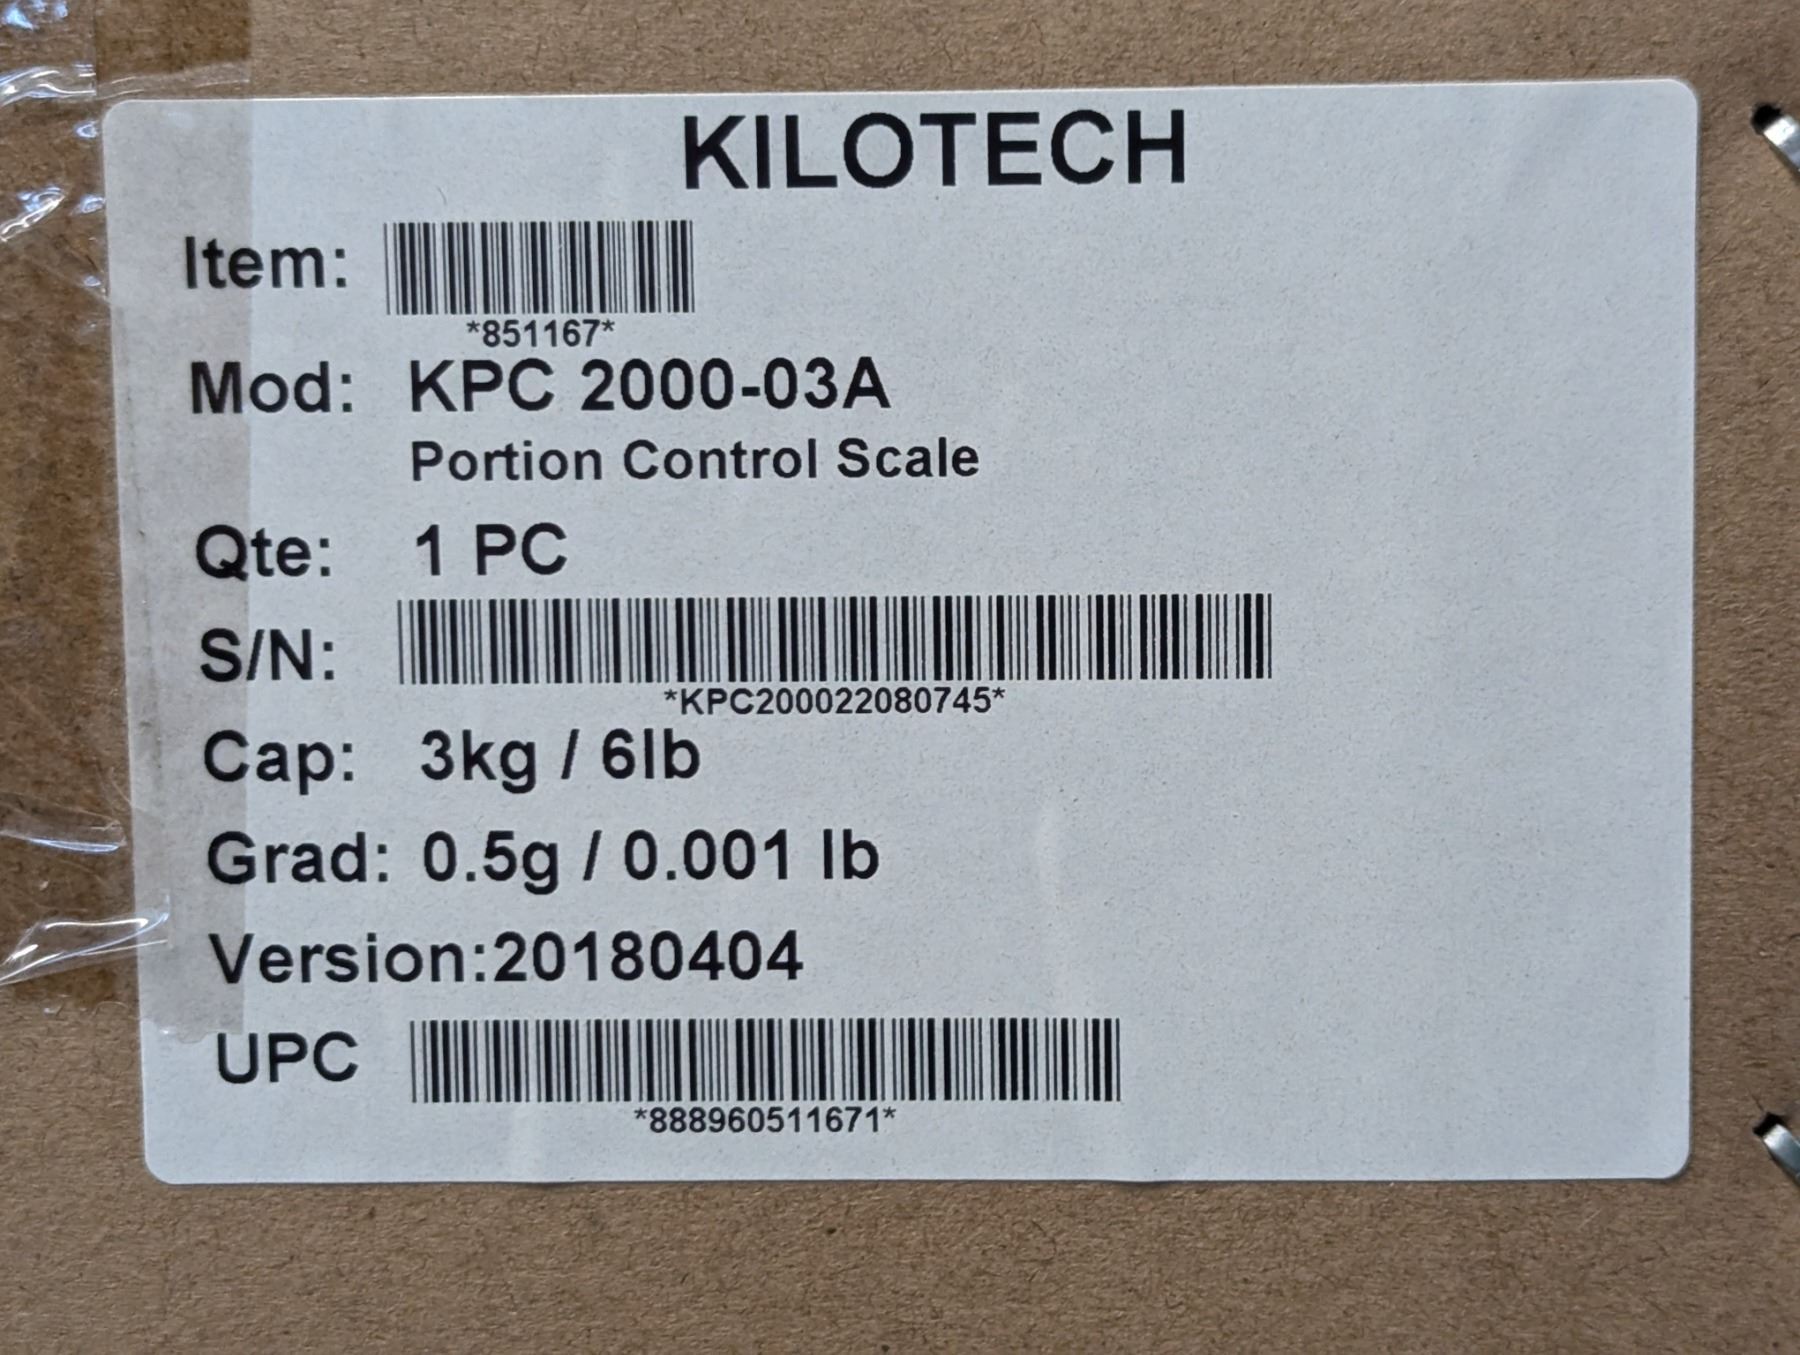 KILOTECH
Item:
*851167*
Mod: KPC 2000-03A
Portion Control Scale
Qte: 1 PC
S/N:
*KPC200022080745*
Cap: 3kg / 6lb
Grad: 0.5g / 0.001 lb
Version:20180404
UPC
*888960511671*